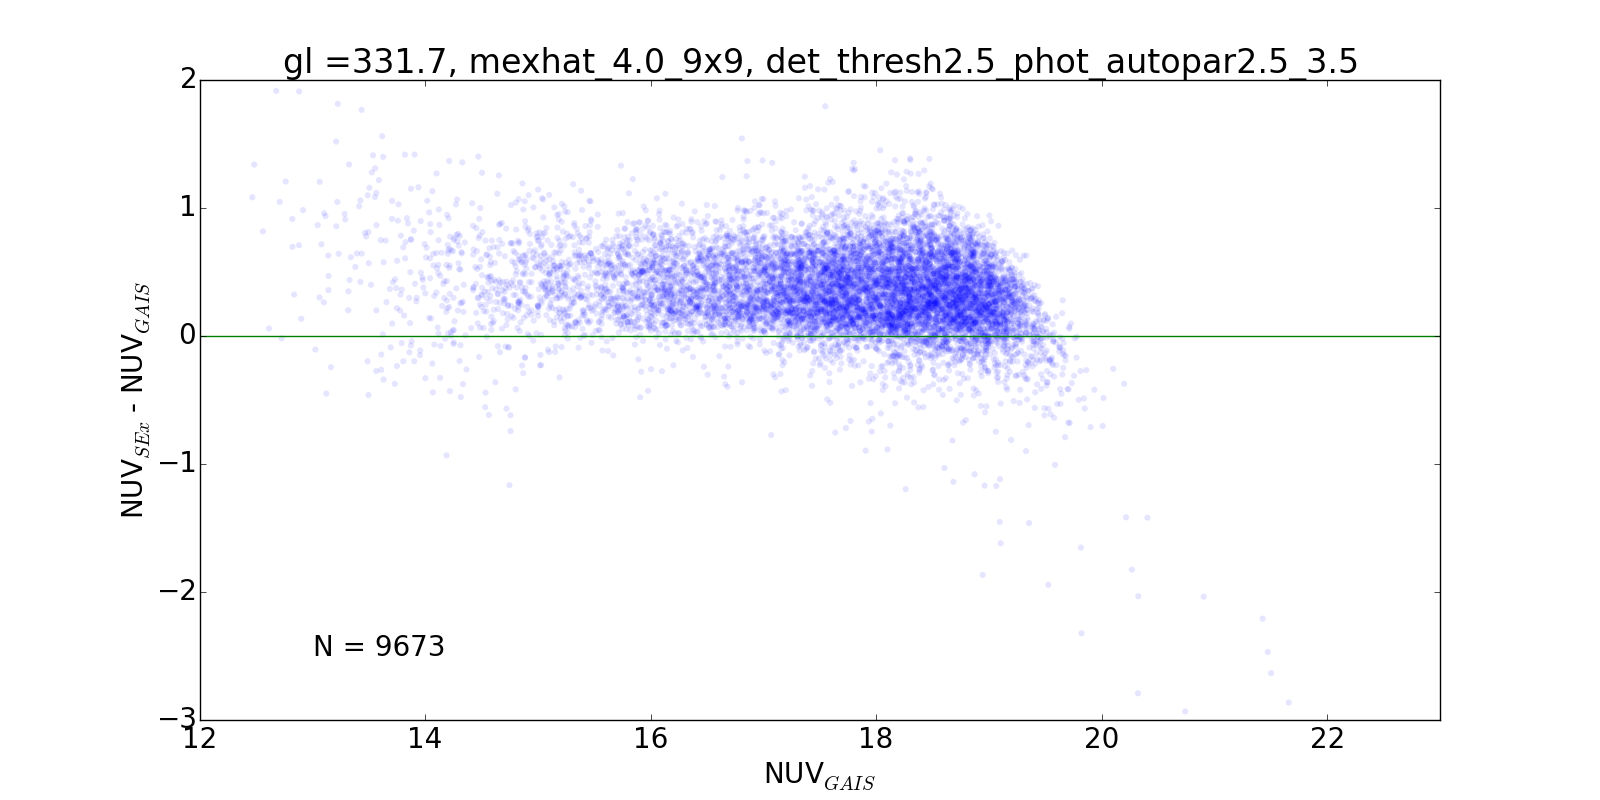 gl =331.7, mexhat_4.0_9x9, det_thresh2.5_phot_autopar2.5_3.5
2
1
0
−1
−2
−3
NUV_SEx - NUV_GAIS
N = 9673
12 14 16 18 20 22
NUV_GAIS